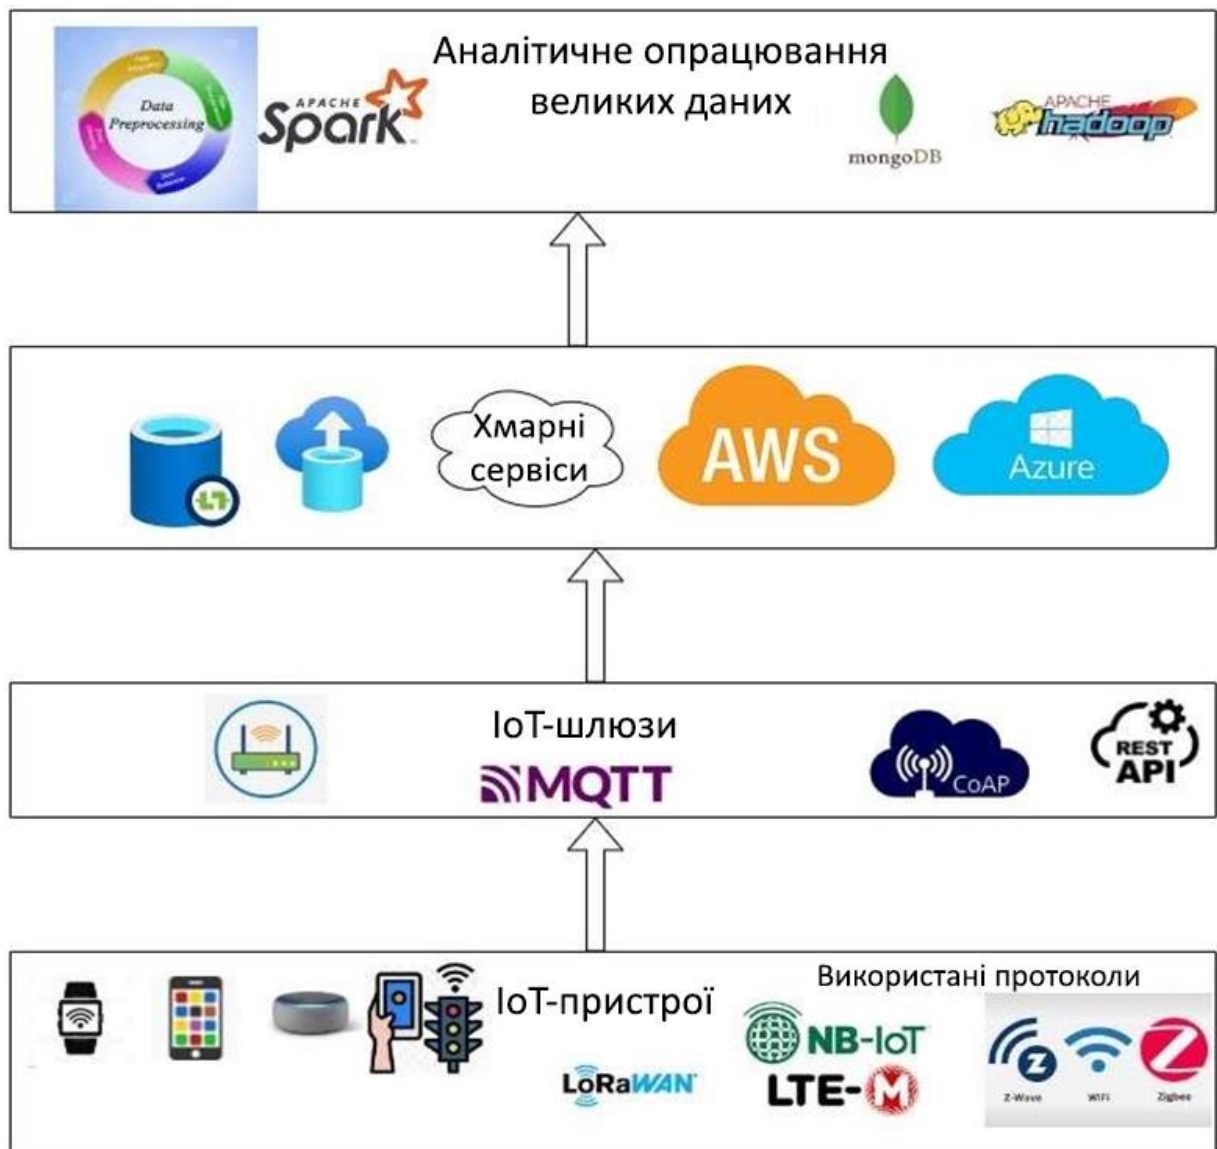 Аналітичне опрацювання
великих даних
Data
Preprocessing
APACHE
Spark
mongoDB
APACHE
hadoop
Хмарні
сервіси
AWS
Azure
IoT-шлюзи
MQTT
CoAP
REST
API
IoT-пристрої
Використані протоколи
LoRaWAN
NB-IoT
LTE-M
Z-Wave
WiFi
Zigbee